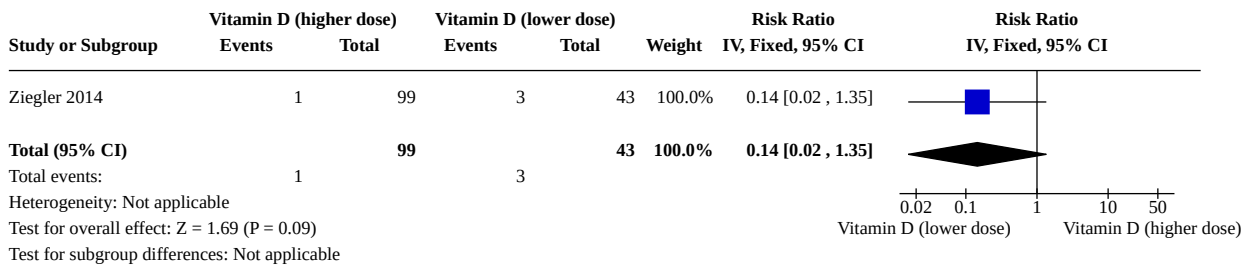 Vitamin D (higher dose) Vitamin D (lower dose) Risk Ratio Risk Ratio
Study or Subgroup Events Total Events Total Weight IV, Fixed, 95% CI IV, Fixed, 95% CI
Ziegler 2014 1 99 3 43 100.0% 0.14 [0.02 , 1.35]
Total (95% CI) 99 43 100.0% 0.14 [0.02 , 1.35]
Total events: 1 3
Heterogeneity: Not applicable
0.02 0.1 1 10 50
Test for overall effect: Z = 1.69 (P = 0.09) Vitamin D (lower dose) Vitamin D (higher dose)
Test for subgroup differences: Not applicable